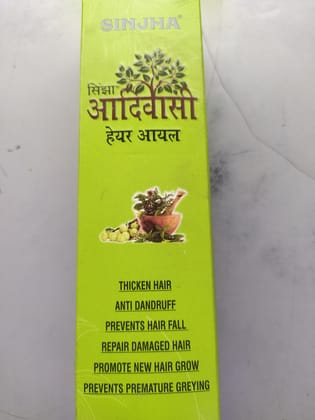 SINJHA
सिंझा
आदिवासी
हेयर आयल
THICKEN HAIR
ANTI DANDRUFF
PREVENTS HAIR FALL
REPAIR DAMAGED HAIR
PROMOTE NEW HAIR GROW
PREVENTS PREMATURE GREYING